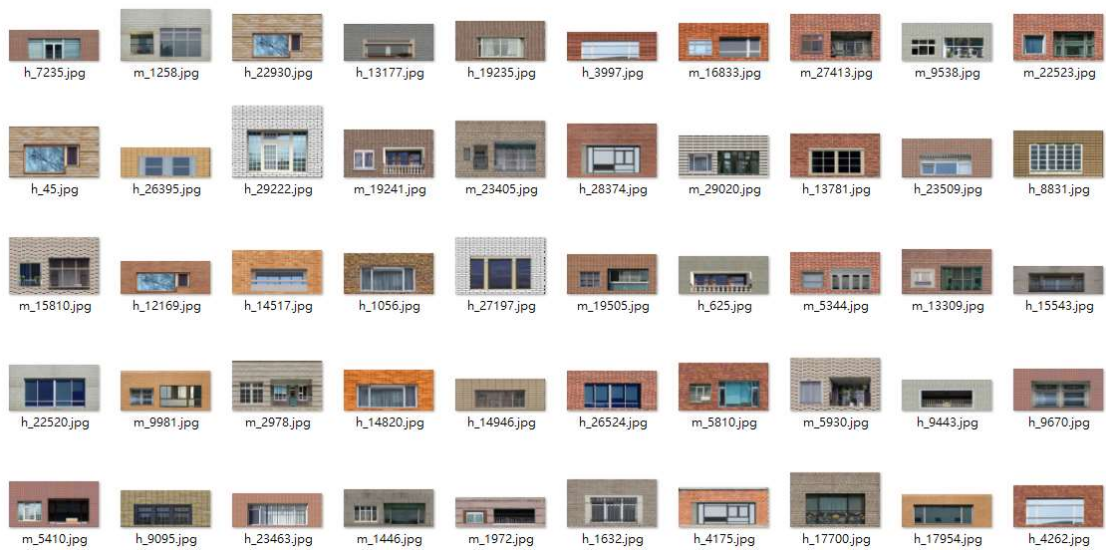 h_7235.jpg m_1258.jpg h_22930.jpg h_13177.jpg h_19235.jpg h_3997.jpg m_16833.jpg m_27413.jpg m_9538.jpg m_22523.jpg
h_45.jpg h_26395.jpg h_29222.jpg m_19241.jpg m_23405.jpg h_28374.jpg m_29020.jpg h_13781.jpg h_23509.jpg h_8831.jpg
m_15810.jpg h_12169.jpg h_14517.jpg h_1056.jpg h_27197.jpg m_19505.jpg h_625.jpg m_5344.jpg m_13309.jpg h_15543.jpg
h_22520.jpg m_9981.jpg m_2978.jpg h_14820.jpg h_14946.jpg h_26524.jpg m_5810.jpg m_5930.jpg h_9443.jpg h_9670.jpg
m_5410.jpg h_9095.jpg h_23463.jpg m_1446.jpg m_1972.jpg h_1632.jpg h_4175.jpg h_17700.jpg h_17954.jpg h_4262.jpg